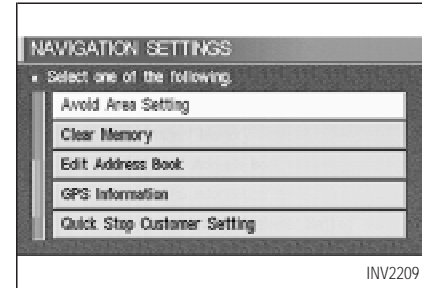 NAVIGATION SETTINGS
Select one of the following.
Avoid Area Setting
Clear Memory
Edit Address Book
GPS Information
Quick Stop Customer Setting
INV2209